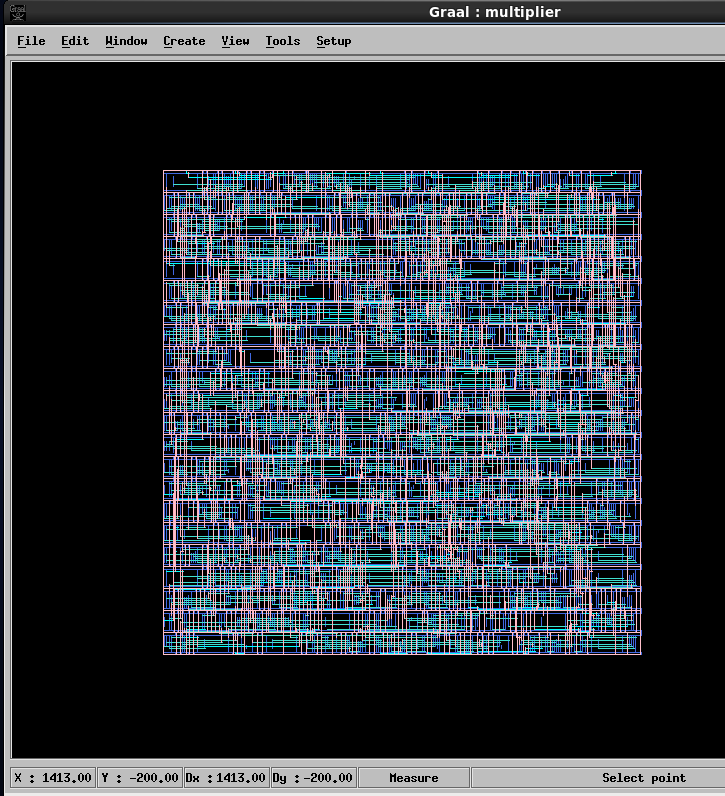 Graal : multiplier
File Edit Window Create View Tools Setup
X : 1413.00 Y : -200.00 Dx : 1413.00 Dy : -200.00 Measure Select point